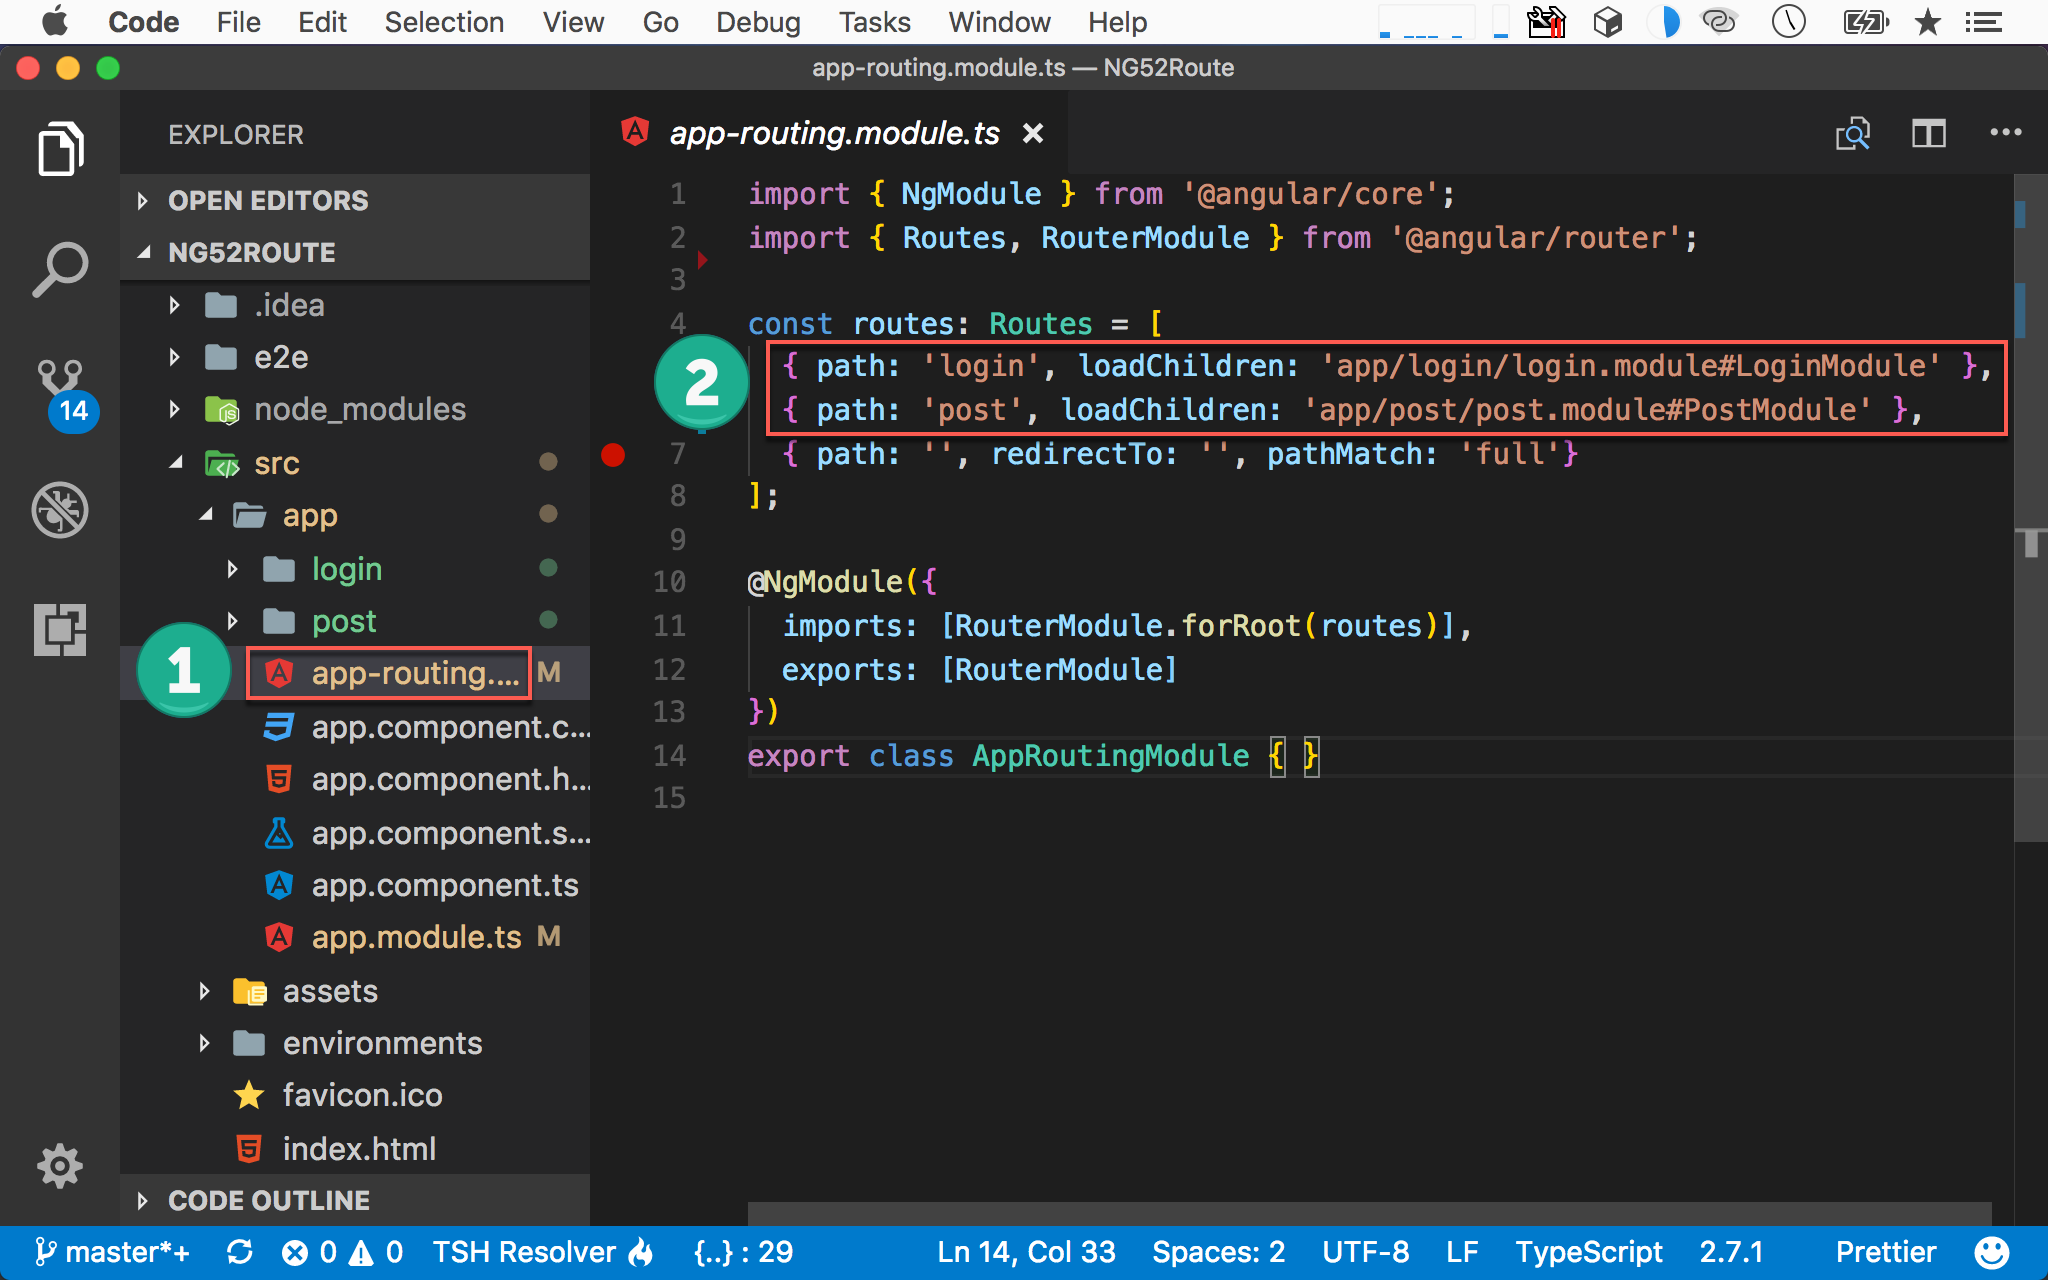 Code File Edit Selection View Go Debug Tasks Window Help
app-routing.module.ts — NG52Route
EXPLORER
OPEN EDITORS
NG52ROUTE
.idea
e2e
node_modules
src
app
login
post
1
app-routing.... M
app.component.c...
app.component.h...
app.component.s...
app.component.ts
app.module.ts M
assets
environments
favicon.ico
index.html
CODE OUTLINE
14
app-routing.module.ts
1 import { NgModule } from '@angular/core';
2 import { Routes, RouterModule } from '@angular/router';
3
4 const routes: Routes = [
2
{ path: 'login', loadChildren: 'app/login/login.module#LoginModule' },
{ path: 'post', loadChildren: 'app/post/post.module#PostModule' },
7 { path: '', redirectTo: '', pathMatch: 'full'}
8 ];
9
10 @NgModule({
11 imports: [RouterModule.forRoot(routes)],
12 exports: [RouterModule]
13 })
14 export class AppRoutingModule { }
15
master*+ 0 0 TSH Resolver {..} : 29 Ln 14, Col 33 Spaces: 2 UTF-8 LF TypeScript 2.7.1 Prettier